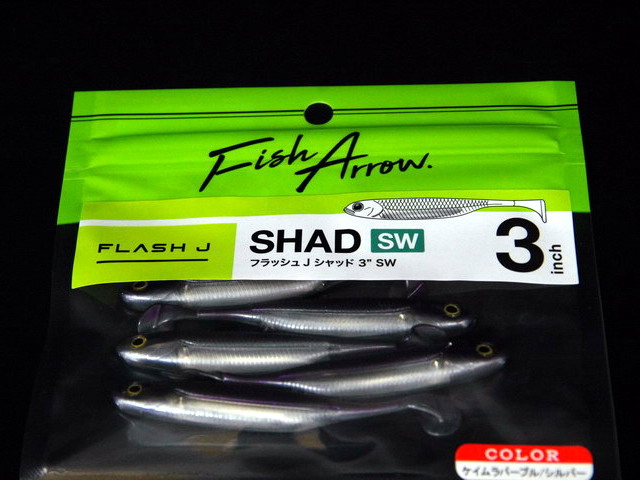 Fish Arrow.
FLASH J
SHAD SW
フラッシュJ シャッド 3" SW
3 inch
COLOR
ケイムラパープル/シルバー